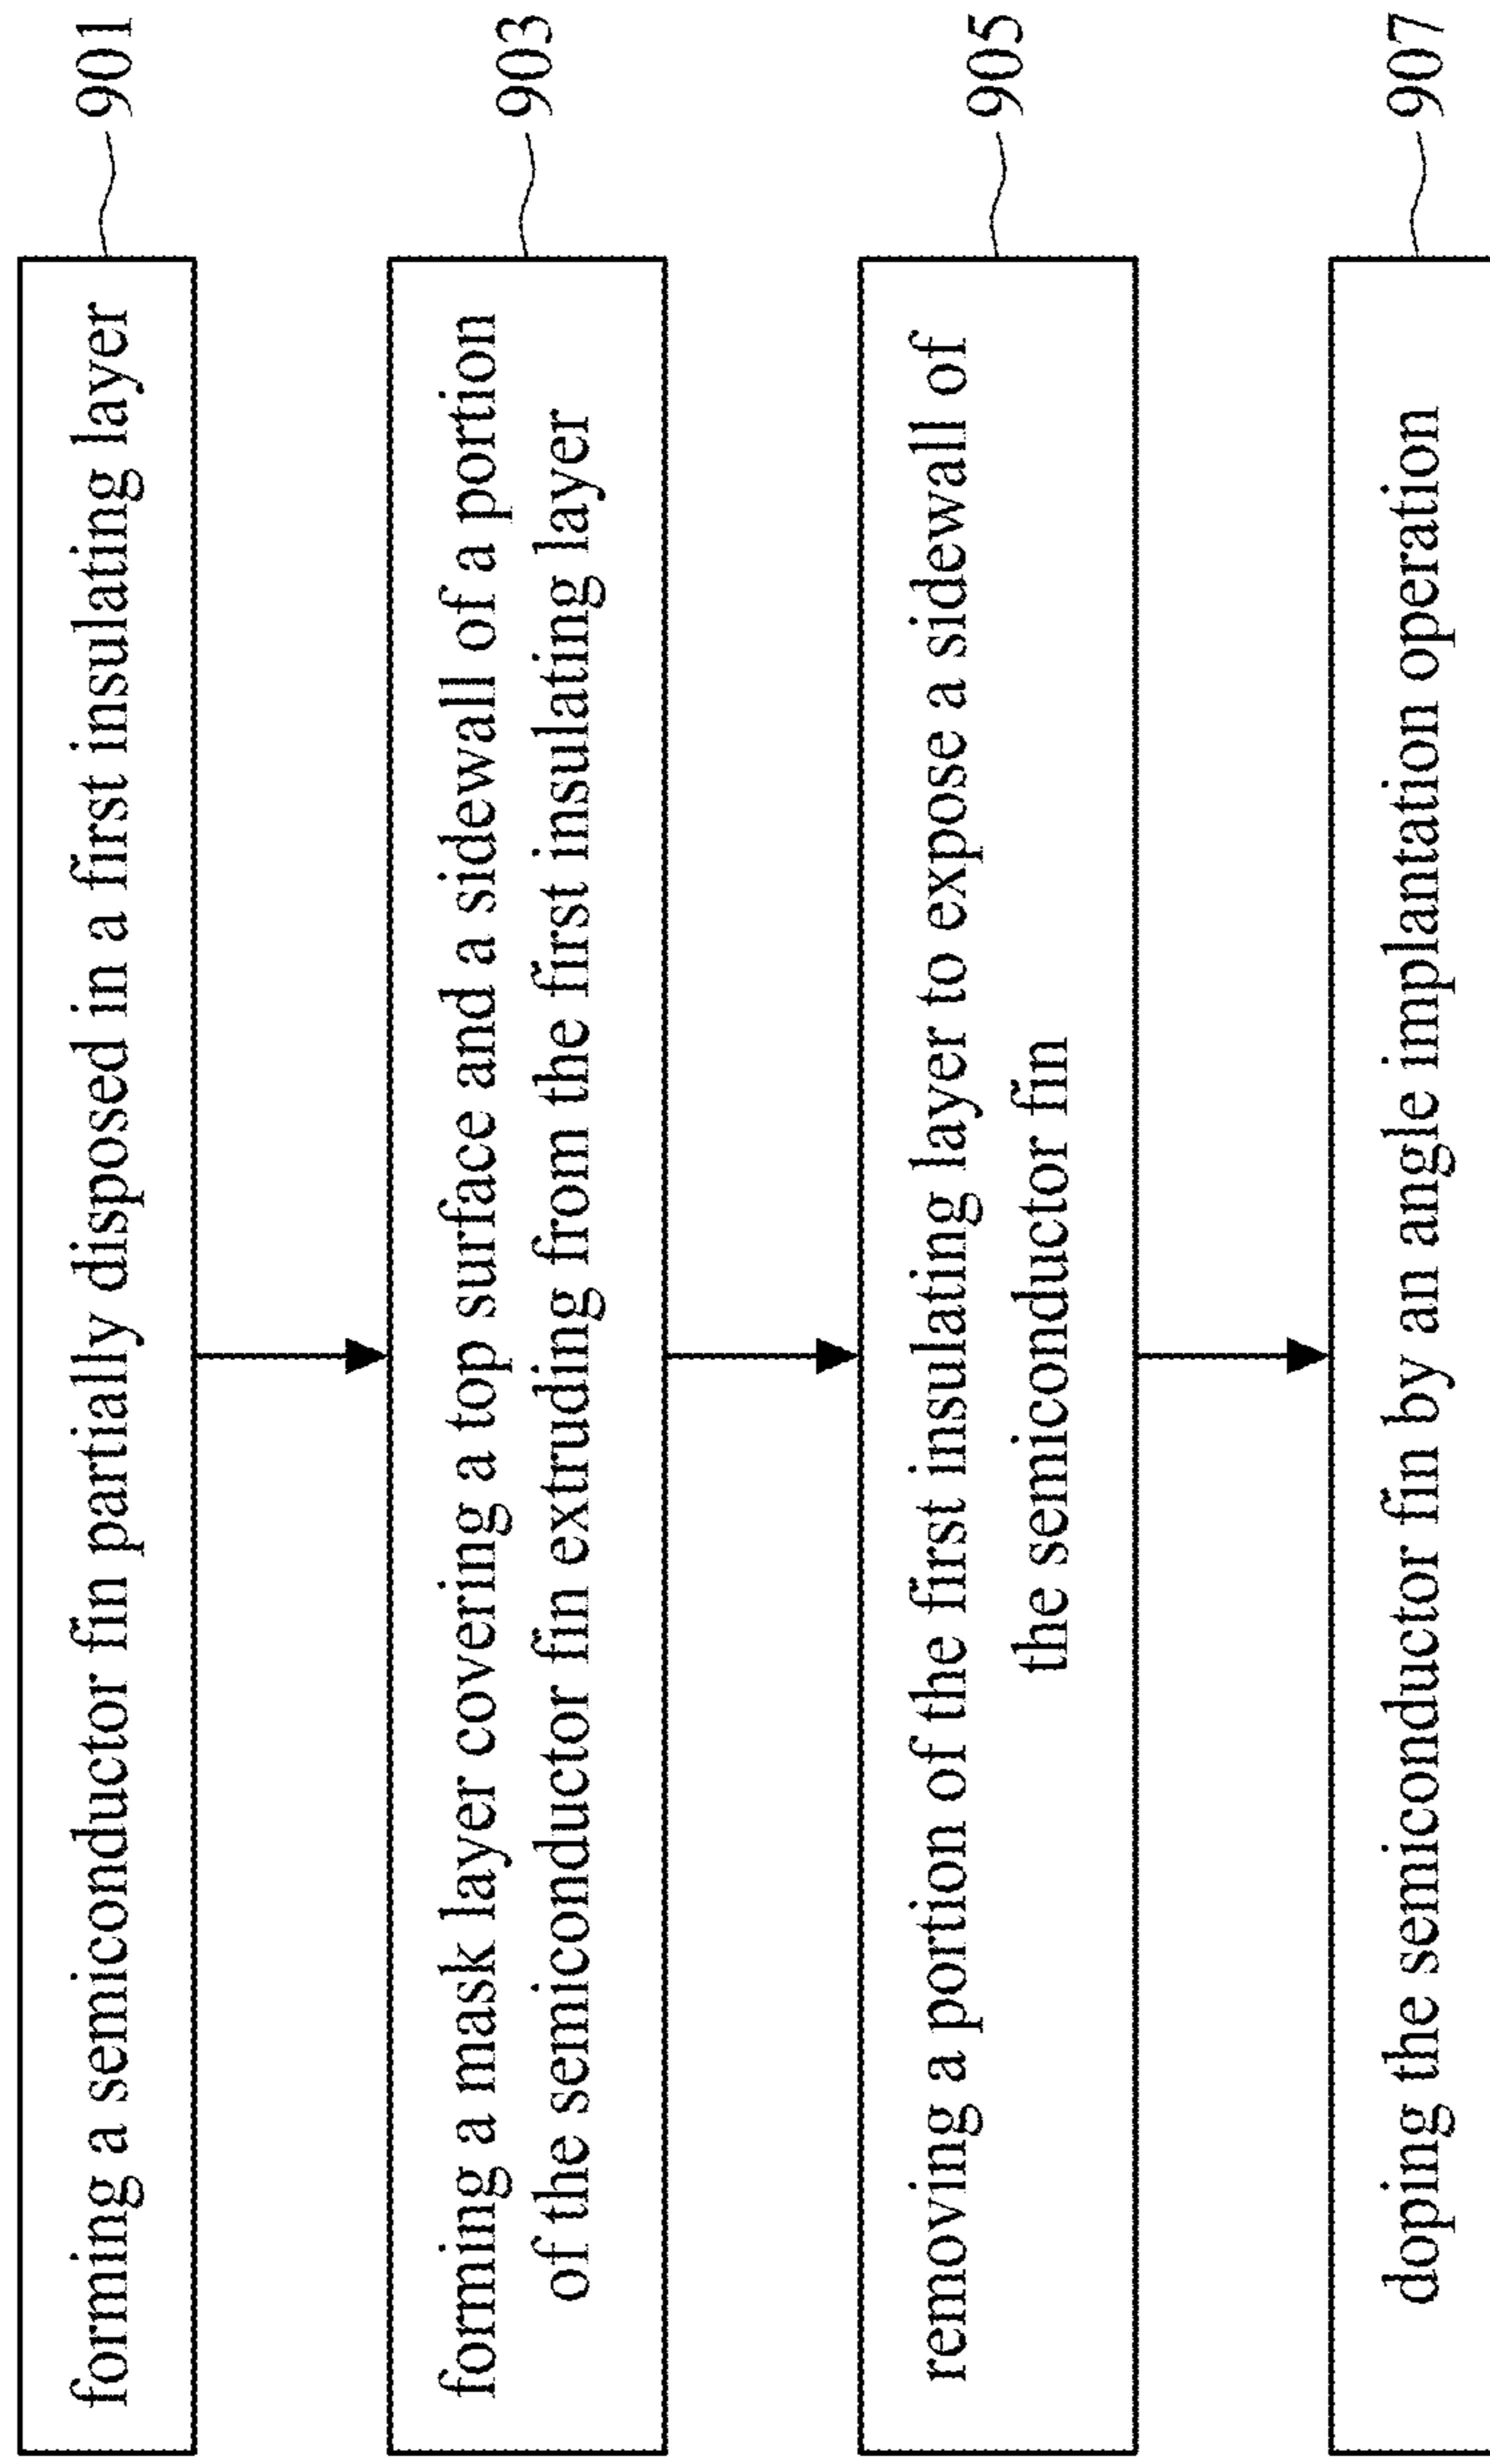 forming a semiconductor fin partially disposed in a first insulating layer
901
forming a mask layer covering a top surface and a sidewall of a portion
of the semiconductor fin extruding from the first insulating layer
903
removing a portion of the first insulating layer to expose a sidewall of
the semiconductor fin
905
doping the semiconductor fin by an angle implantation operation
907